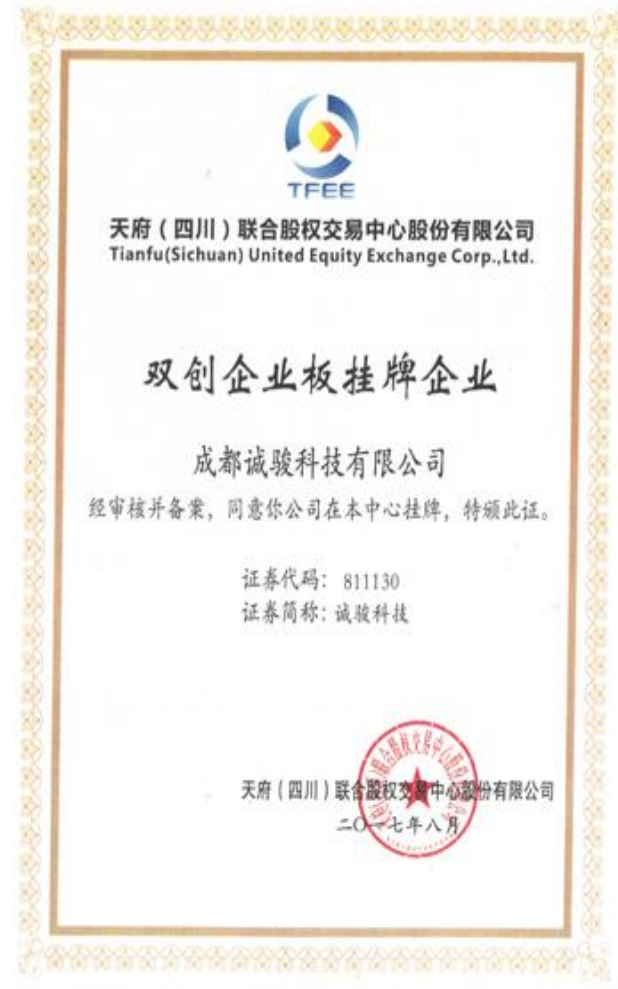 TFEE
天府（四川）联合股权交易中心股份有限公司
Tianfu(Sichuan) United Equity Exchange Corp.,Ltd.
双创企业板挂牌企业
成都诚骏科技有限公司
经审核并备案，同意你公司在本中心挂牌，特颁此证。
证券代码： 811130
证券简称：诚骏科技
天府（四川）联合股权交易中心股份有限公司
二〇一七年八月